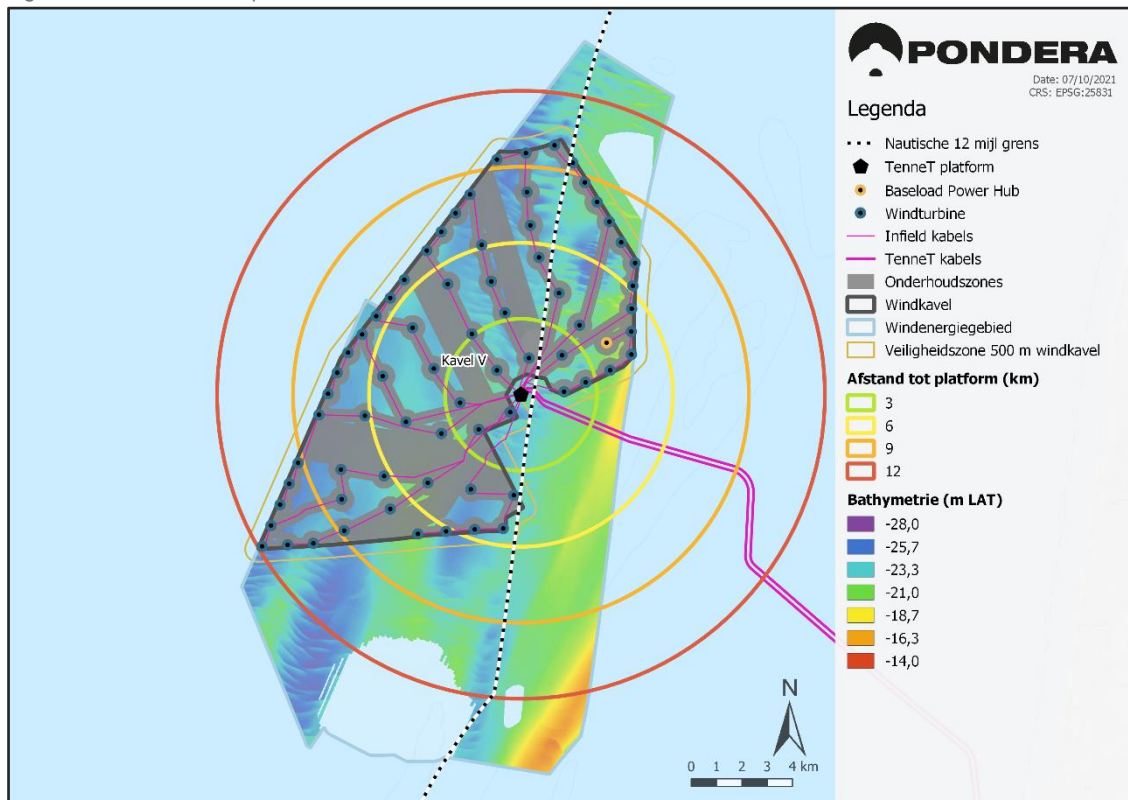 PONDERA
Date: 07/10/2021
CRS: EPSG:25831
Legenda
Nautische 12 mijl grens
TenneT platform
Baseload Power Hub
Windturbine
Infield kabels
TenneT kabels
Onderhoudszones
Windkavel
Windenergiegebied
Veiligheidszone 500 m windkavel
Afstand tot platform (km)
3
6
9
12
Bathymetrie (m LAT)
-28,0
-25,7
-23,3
-21,0
-18,7
-16,3
-14,0
Kavel V
N
0 1 2 3 4 km